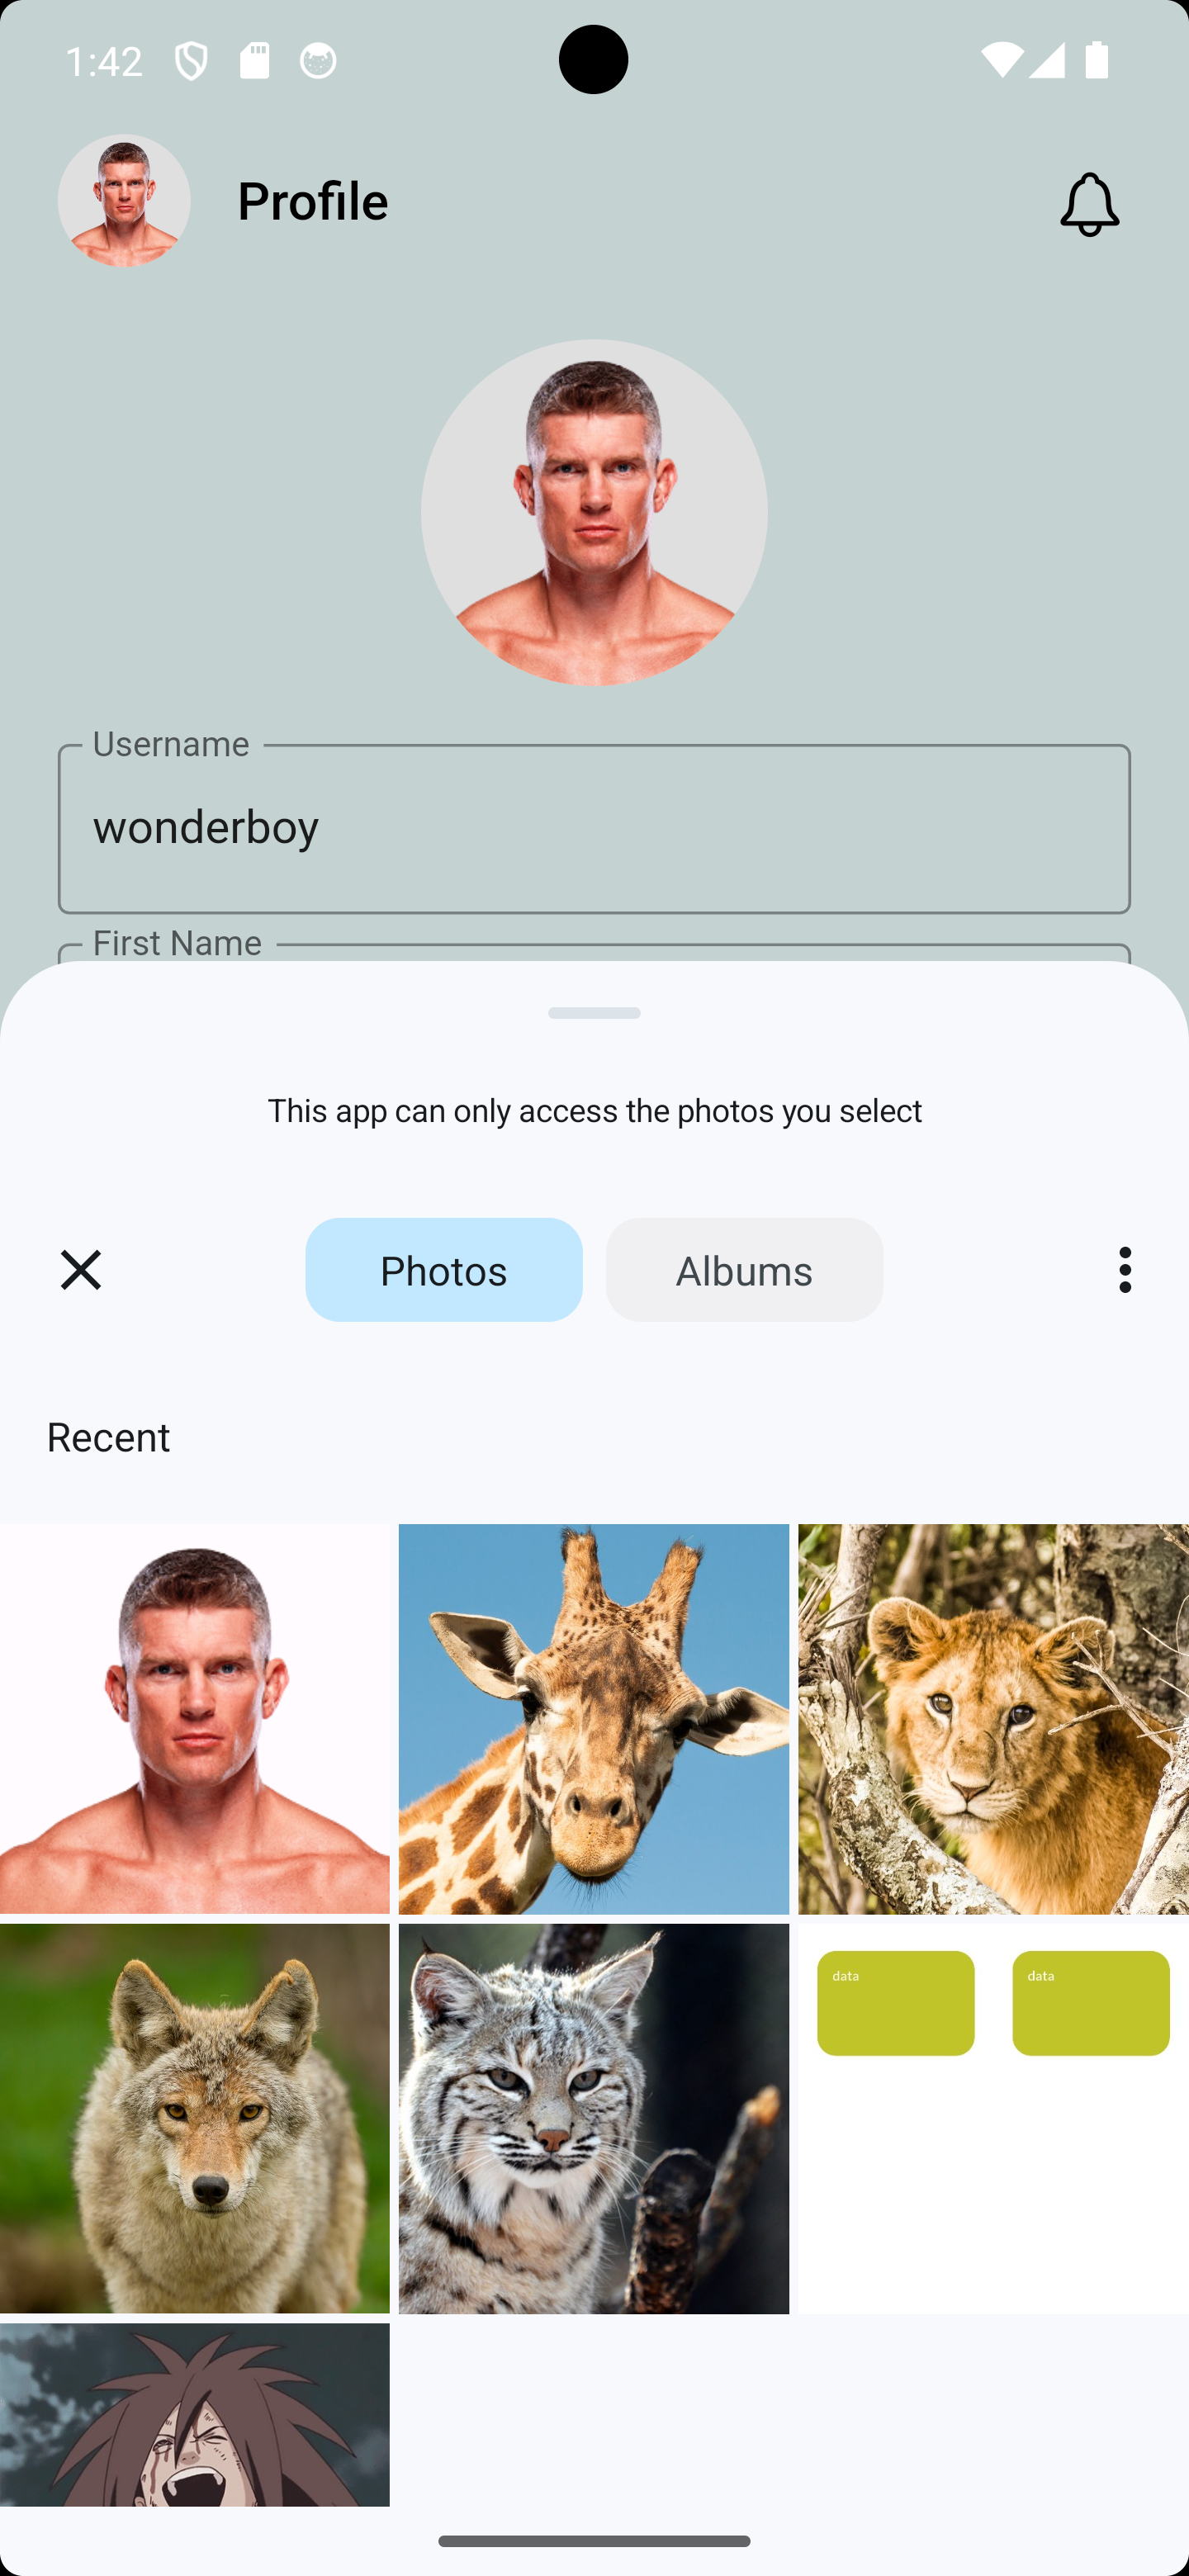 1:42
Profile
Username
wonderboy
First Name
This app can only access the photos you select
Photos
Albums
Recent
data
data